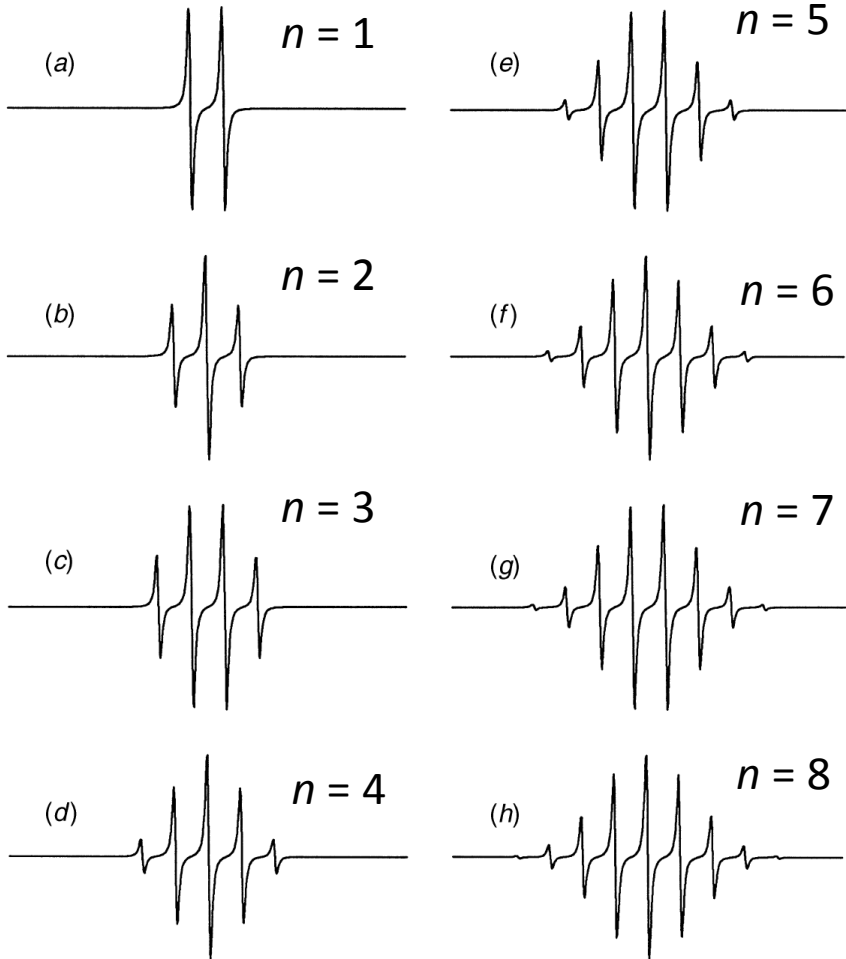 (a) n = 1
(b) n = 2
(c) n = 3
(d) n = 4
(e) n = 5
(f) n = 6
(g) n = 7
(h) n = 8